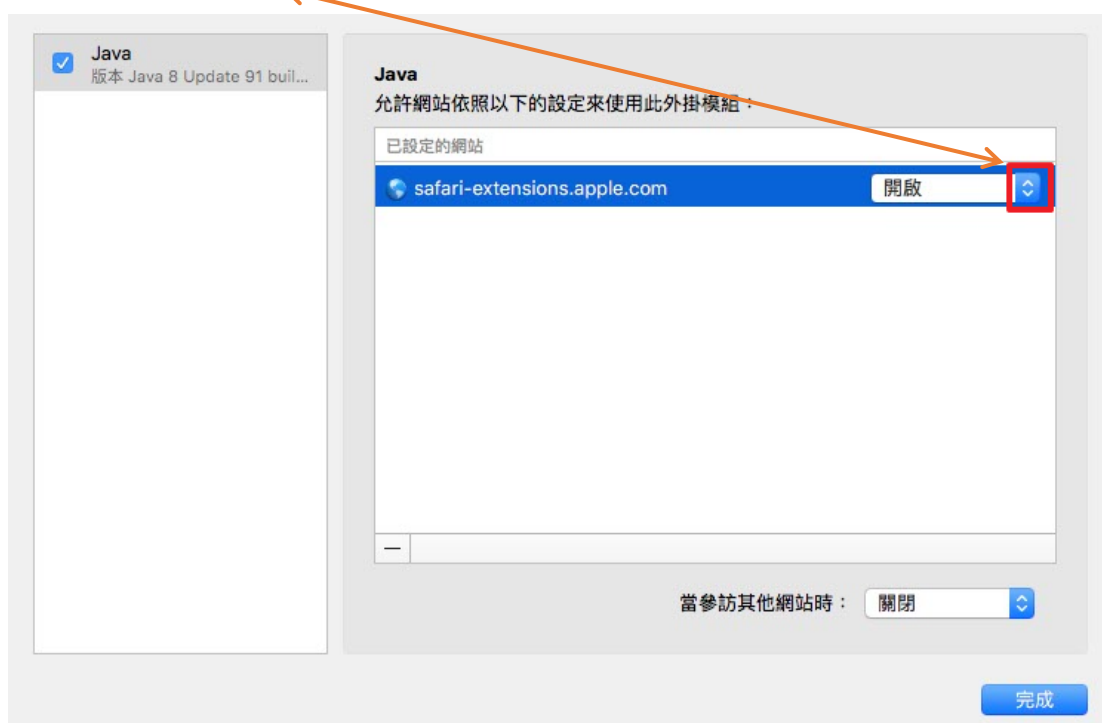 Java
版本 Java 8 Update 91 buil...
Java
允許網站依照以下的設定來使用此外掛模組：
已設定的網站
safari-extensions.apple.com 開啟
當參訪其他網站時： 關閉
完成